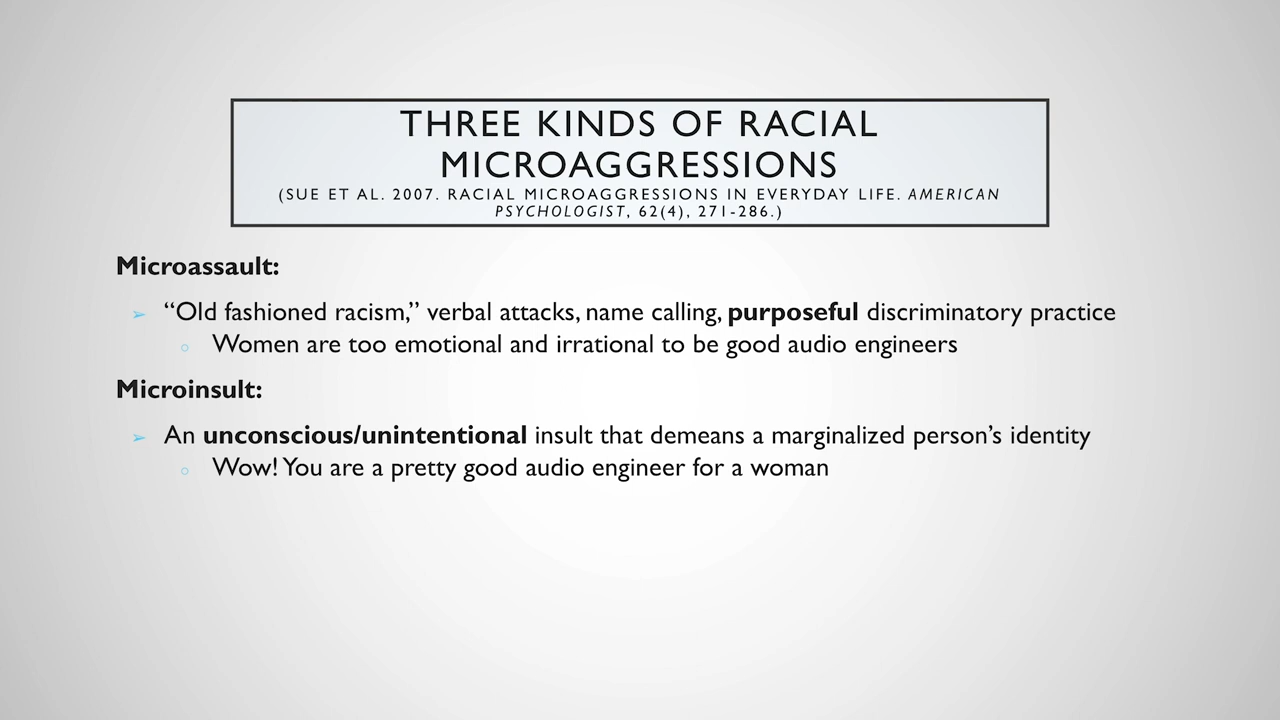 THREE KINDS OF RACIAL
MICROAGGRESSIONS
(SUE ET AL. 2007. RACIAL MICROAGGRESSIONS IN EVERYDAY LIFE. AMERICAN
PSYCHOLOGIST, 62(4), 271-286.)
Microassault:
➢ “Old fashioned racism,” verbal attacks, name calling, purposeful discriminatory practice
○ Women are too emotional and irrational to be good audio engineers
Microinsult:
➢ An unconscious/unintentional insult that demeans a marginalized person’s identity
○ Wow! You are a pretty good audio engineer for a woman